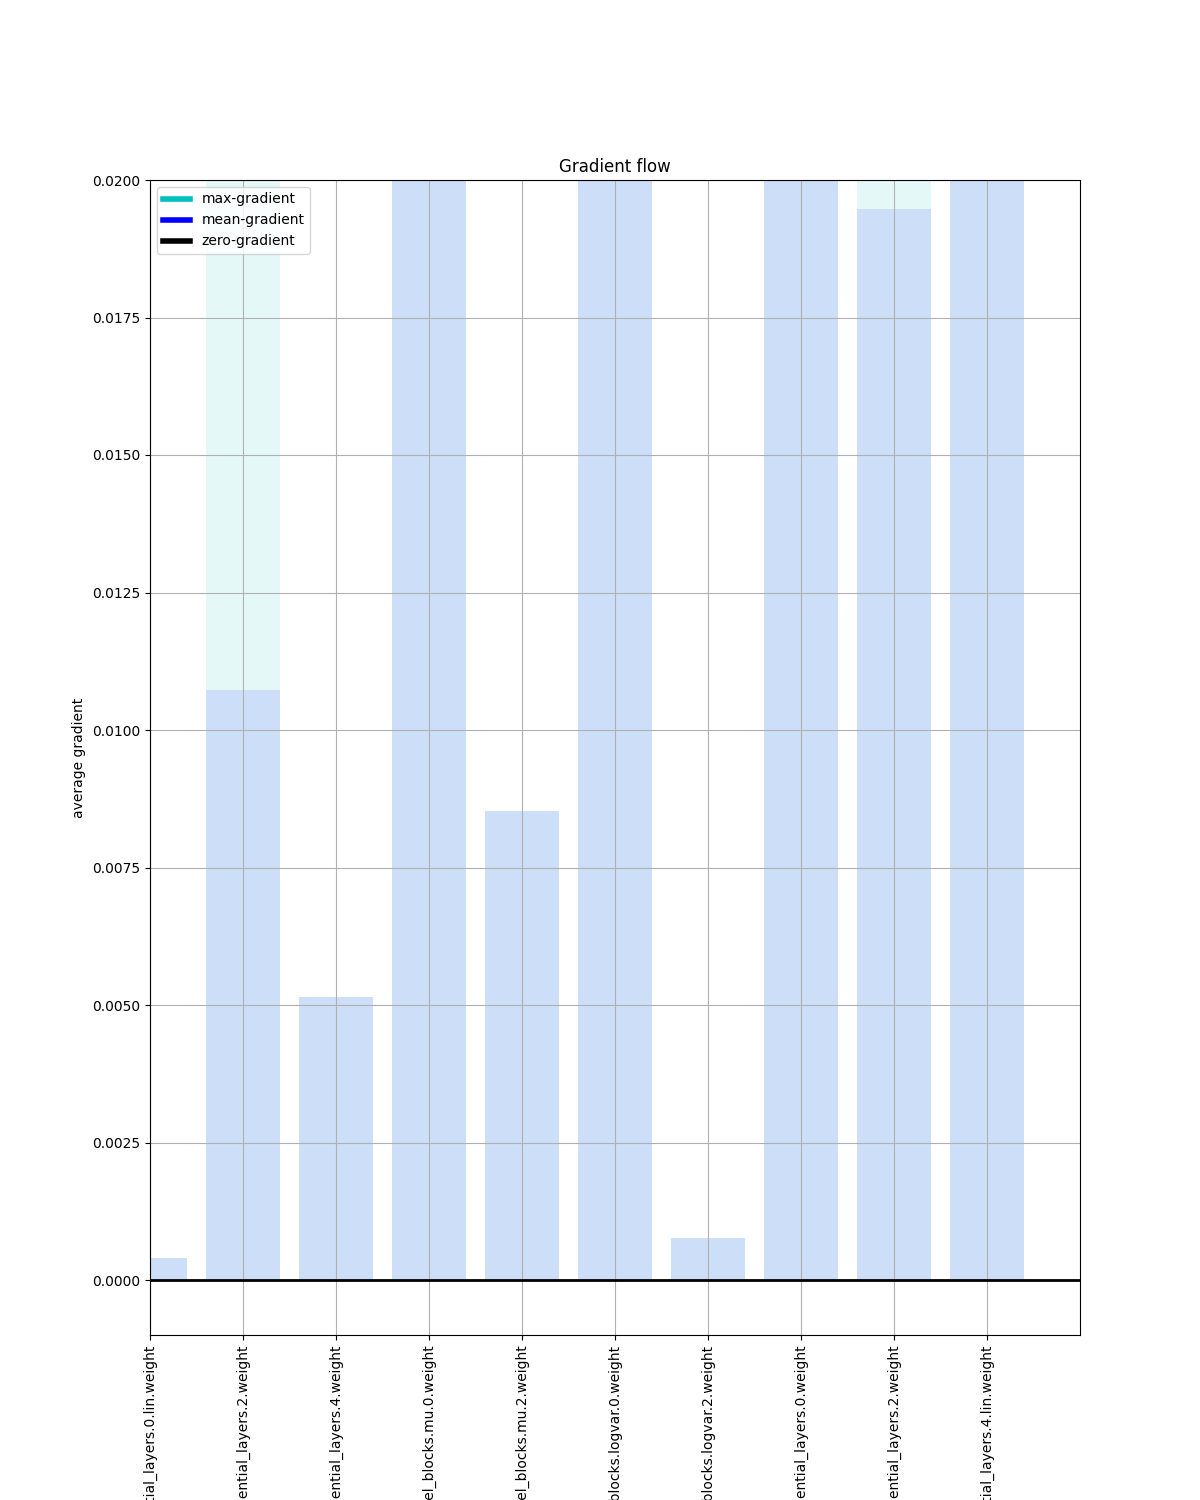 Gradient flow
max-gradient
mean-gradient
zero-gradient
0.0200
0.0175
0.0150
0.0125
0.0100
0.0075
0.0050
0.0025
0.0000
average gradient
tial_layers.0.lin.weight
ential_layers.2.weight
ential_layers.4.weight
el_blocks.mu.0.weight
el_blocks.mu.2.weight
blocks.logvar.0.weight
blocks.logvar.2.weight
ential_layers.0.weight
ential_layers.2.weight
tial_layers.4.lin.weight